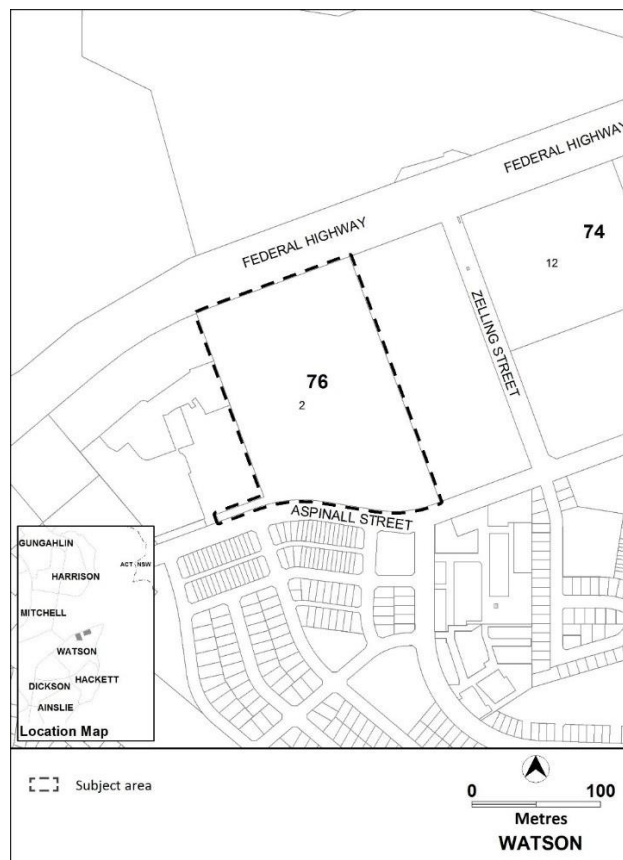 FEDERAL HIGHWAY
FEDERAL HIGHWAY
74
12
ZELLING STREET
76
2
ASPINALL STREET
GUNGAHLIN
ACT NSW
HARRISON
MITCHELL
WATSON
HACKETT
DICKSON
AINSLIE
Location Map
Subject area
0 100
Metres
WATSON